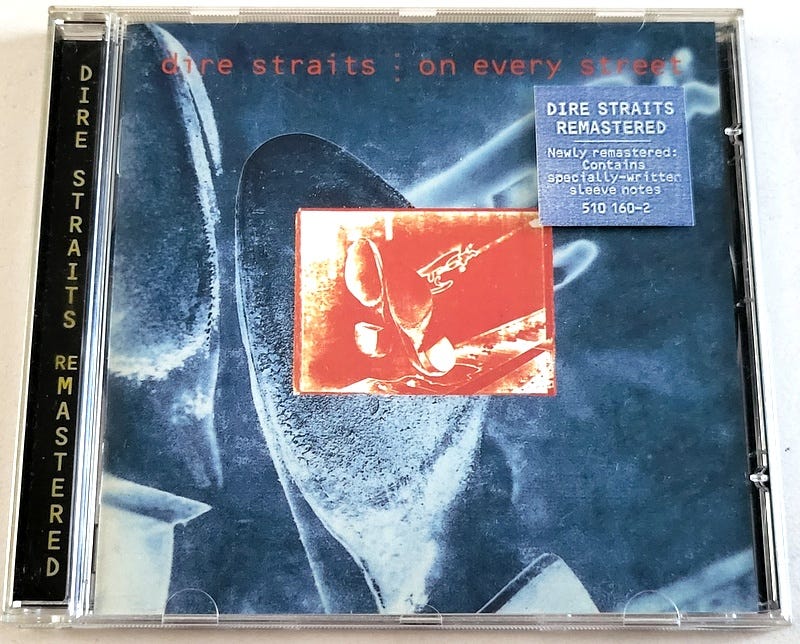 DIRE STRAITS REMASTERED
dire straits : on every street
DIRE STRAITS
REMASTERED
Newly remastered:
Contains
specially-written
sleeve notes
510 160-2